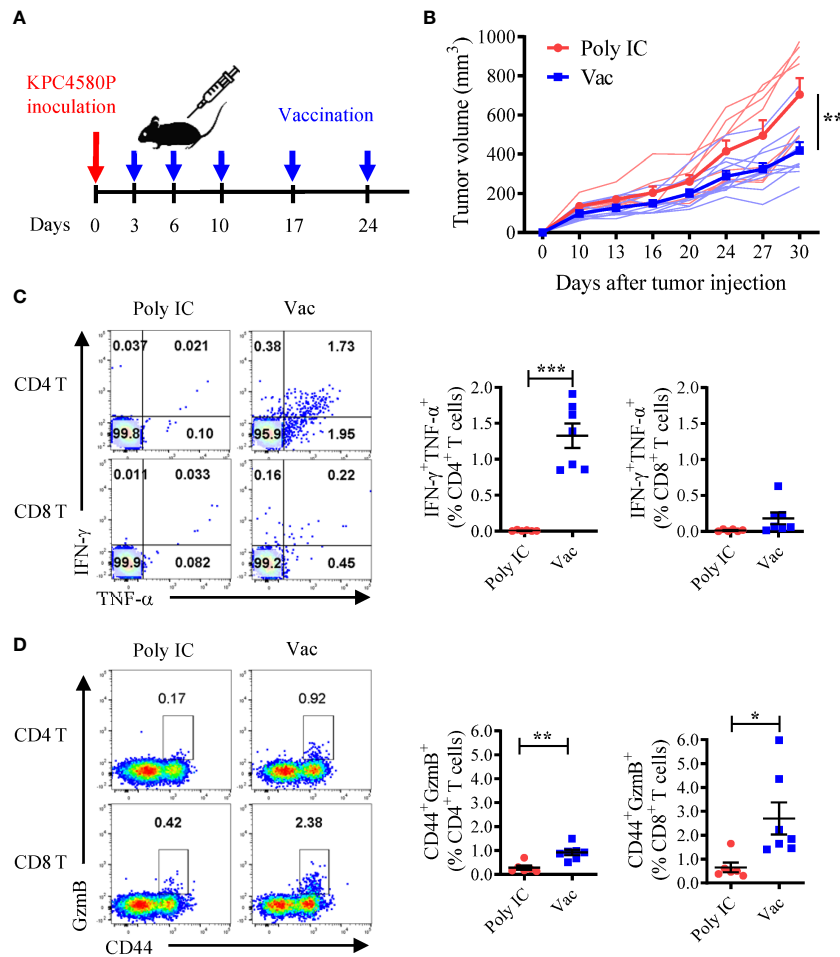 A
KPC4580P
inoculation
Vaccination
Days 0 3 6 10 17 24
B
Tumor volume (mm³)
1000
800
600
400
200
0
Poly IC
Vac
**
0 10 13 16 20 24 27 30
Days after tumor injection
C
Poly IC Vac
CD4 T
0.037 0.021
99.8 0.10
0.38 1.73
95.9 1.95
CD8 T
0.011 0.033
99.9 0.082
0.16 0.22
99.2 0.45
IFN-γ
TNF-α
IFN-γ⁺TNF-α⁺
(% CD4⁺ T cells)
2.0
1.5
1.0
0.5
0.0
***
Poly IC
Vac
IFN-γ⁺TNF-α⁺
(% CD8⁺ T cells)
2.0
1.5
1.0
0.5
0.0
Poly IC
Vac
D
Poly IC Vac
CD4 T
0.17 0.92
CD8 T
0.42 2.38
GzmB
CD44
CD44⁺GzmB⁺
(% CD4⁺ T cells)
6.0
5.0
4.0
3.0
2.0
1.0
0.0
**
Poly IC
Vac
CD44⁺GzmB⁺
(% CD8⁺ T cells)
6.0
5.0
4.0
3.0
2.0
1.0
0.0
*
Poly IC
Vac